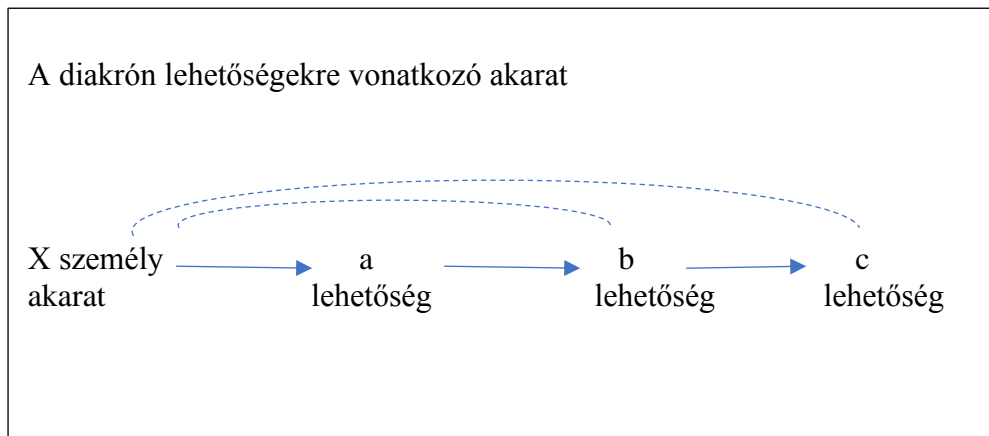 A diakrón lehetőségekre vonatkozó akarat
X személy a b c
akarat lehetőség lehetőség lehetőség